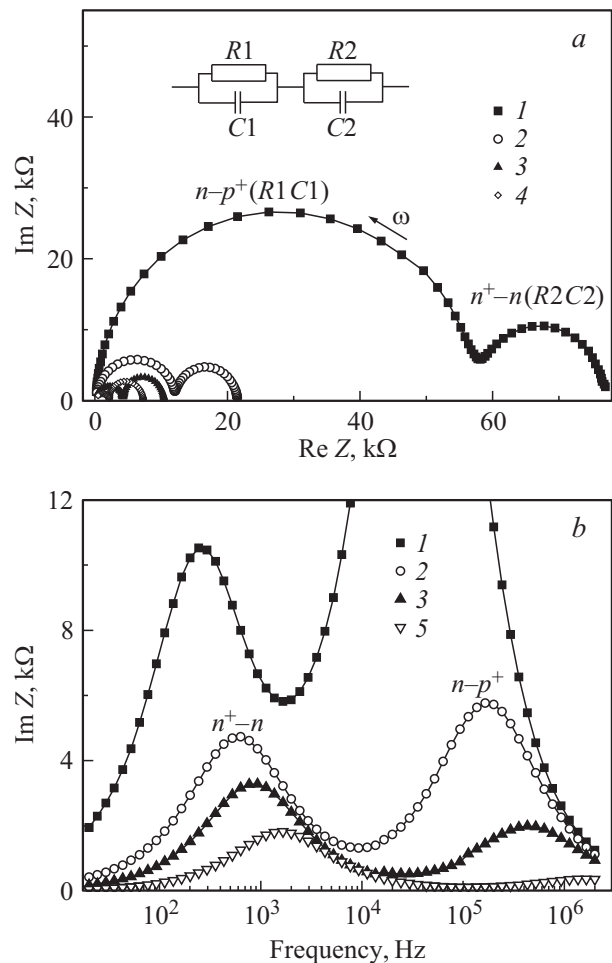 a
R1
R2
C1
C2
1
2
3
4
n–p⁺(R1C1)
ω
n⁺–n(R2C2)
40
20
0
Im Z, kΩ
0
20
40
60
Re Z, kΩ
b
1
2
3
5
n–p⁺
n⁺–n
12
8
4
0
Im Z, kΩ
10²
10³
10⁴
10⁵
10⁶
Frequency, Hz